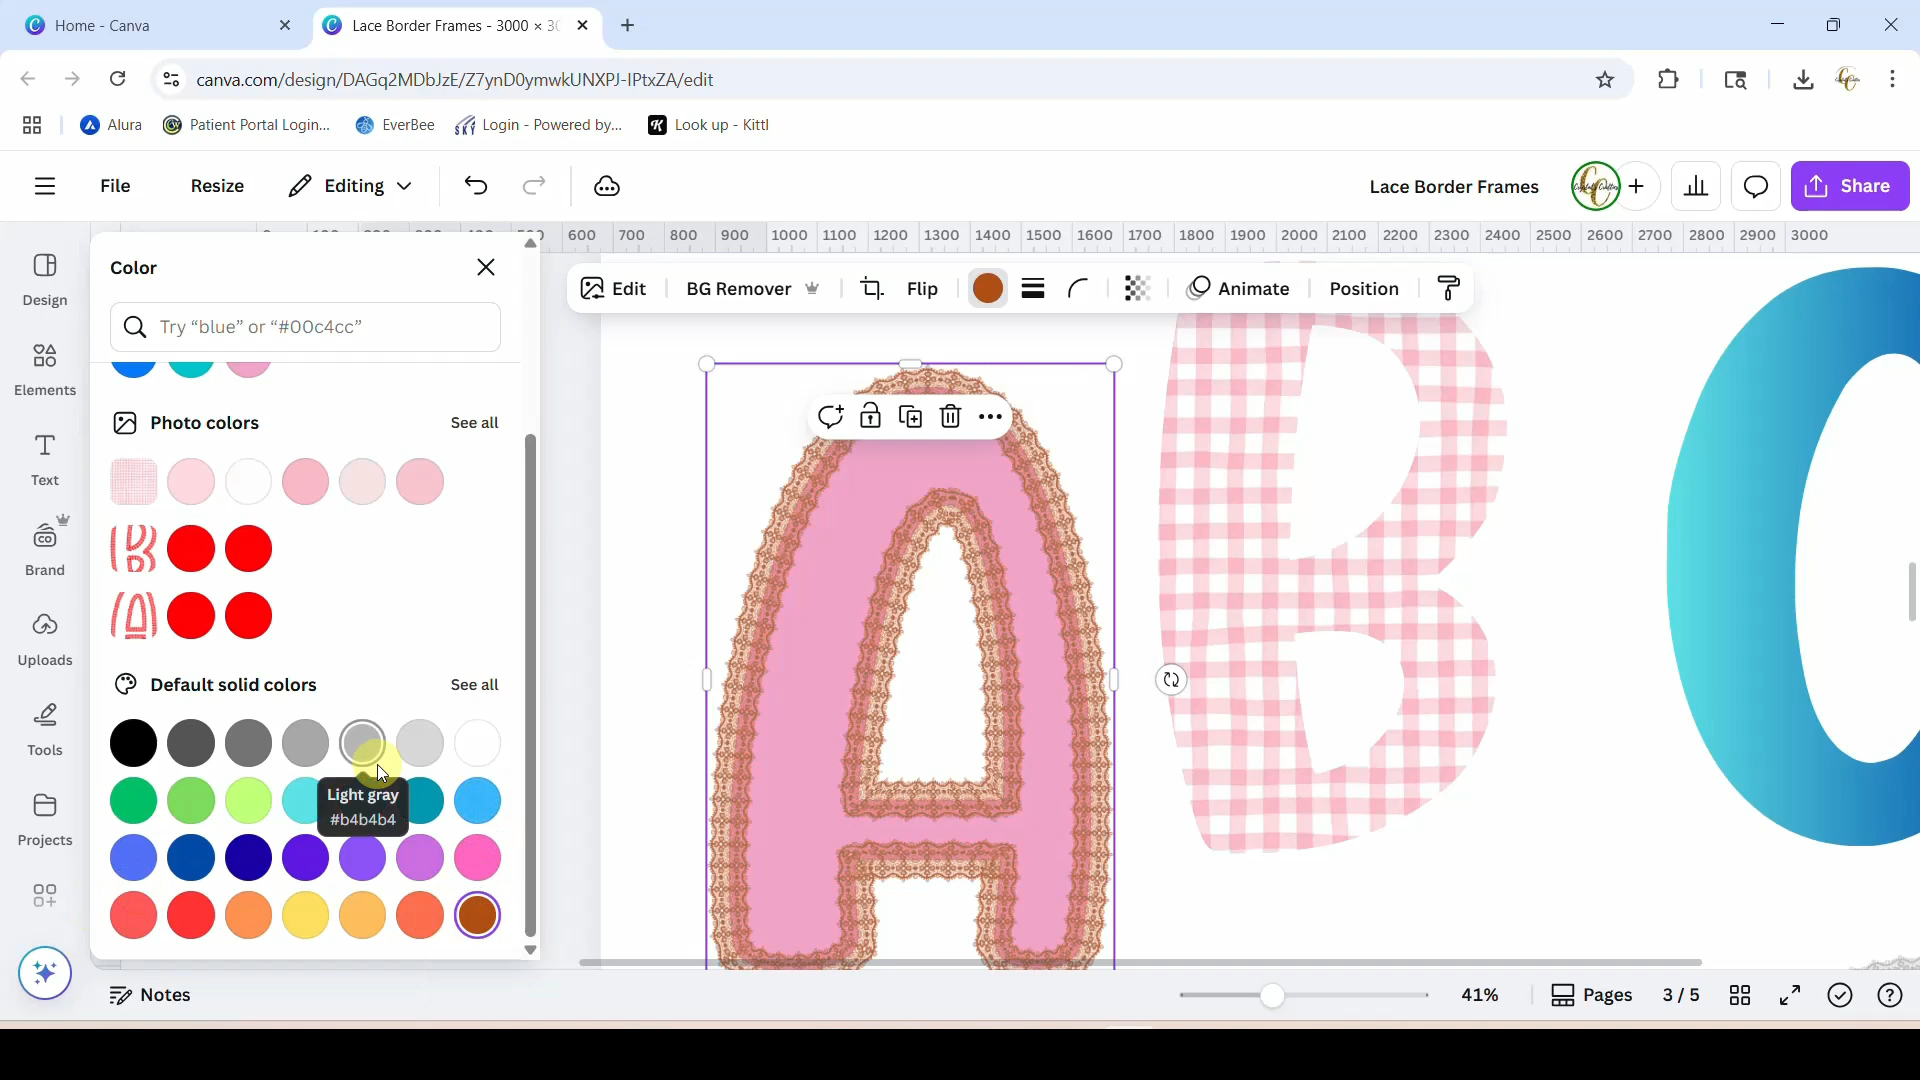 Home - Canva
Lace Border Frames - 3000 × 30
canva.com/design/DAGq2MDbJzE/Z7ynD0ymwkUNXPJ-IPtxZA/edit
Alura
Patient Portal Login...
EverBee
Login - Powered by...
Look up - Kittl
File
Resize
Editing
Lace Border Frames
Share
600 700 800 900 1000 1100 1200 1300 1400 1500 1600 1700 1800 1900 2000 2100 2200 2300 2400 2500 2600 2700 2800 2900 3000
Design
Elements
Text
Brand
Uploads
Tools
Projects
Color
Try “blue” or “#00c4cc”
Photo colors
See all
Default solid colors
See all
Light gray
#b4b4b4
Edit
BG Remover
Flip
Animate
Position
A
B
Notes
41%
Pages
3 / 5